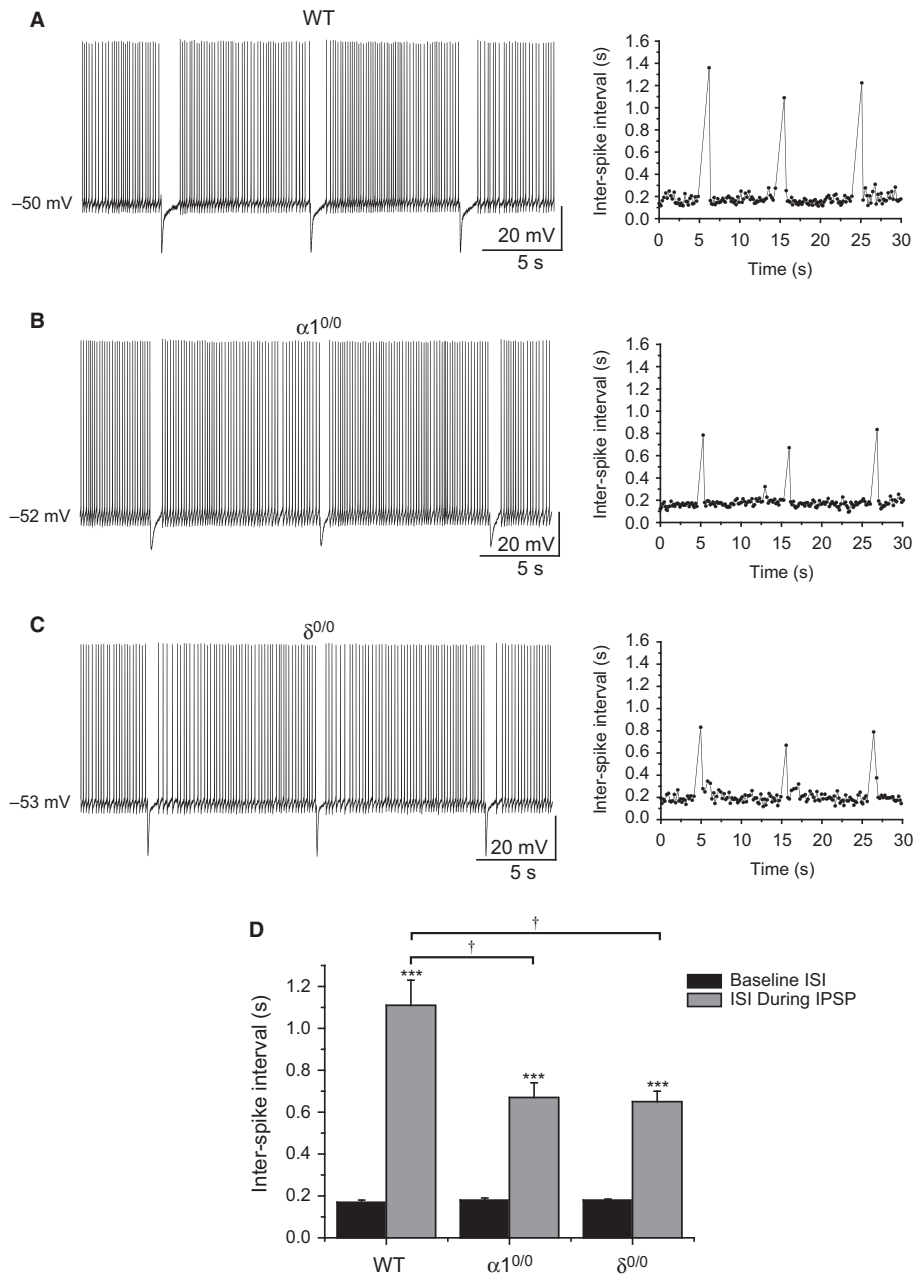 A
WT
−50 mV
20 mV
5 s
Inter-spike interval (s)
1.6
1.4
1.2
1.0
0.8
0.6
0.4
0.2
0.0
0 5 10 15 20 25 30
Time (s)
B
α1⁰/⁰
−52 mV
20 mV
5 s
Inter-spike interval (s)
1.6
1.4
1.2
1.0
0.8
0.6
0.4
0.2
0.0
0 5 10 15 20 25 30
Time (s)
C
δ⁰/⁰
−53 mV
20 mV
5 s
Inter-spike interval (s)
1.6
1.4
1.2
1.0
0.8
0.6
0.4
0.2
0.0
0 5 10 15 20 25 30
Time (s)
D
†
†
***
***
***
Baseline ISI
ISI During IPSP
Inter-spike interval (s)
1.2
1.0
0.8
0.6
0.4
0.2
0.0
WT α1⁰/⁰ δ⁰/⁰